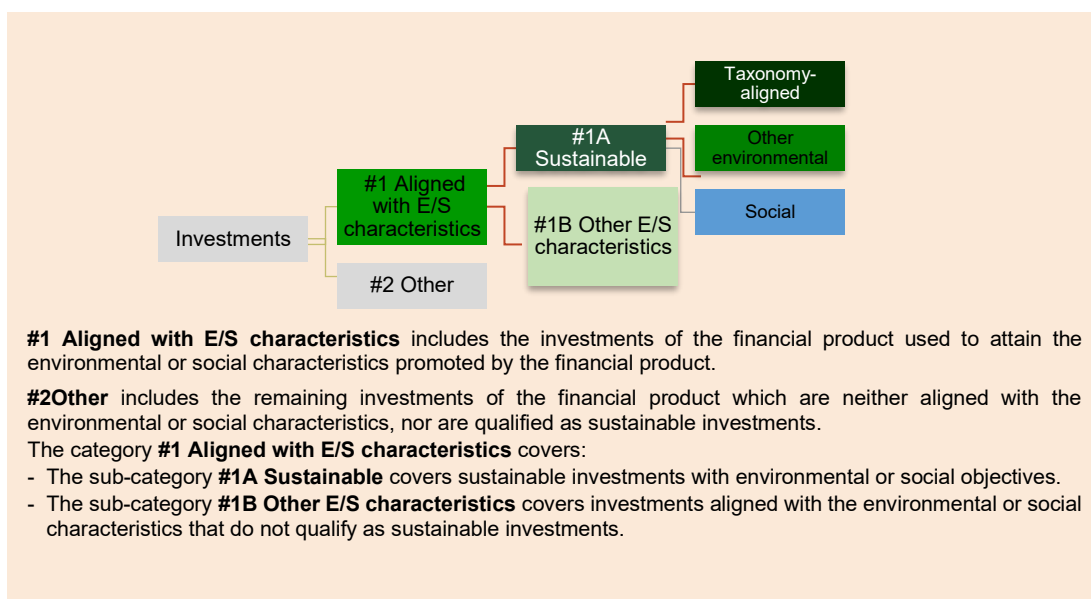 Taxonomy-
aligned
#1A
Sustainable
Other
environmental
#1 Aligned
with E/S
characteristics
Social
#1B Other E/S
characteristics
Investments
#2 Other
#1 Aligned with E/S characteristics includes the investments of the financial product used to attain the
environmental or social characteristics promoted by the financial product.
#2Other includes the remaining investments of the financial product which are neither aligned with the
environmental or social characteristics, nor are qualified as sustainable investments.
The category #1 Aligned with E/S characteristics covers:
- The sub-category #1A Sustainable covers sustainable investments with environmental or social objectives.
- The sub-category #1B Other E/S characteristics covers investments aligned with the environmental or social
characteristics that do not qualify as sustainable investments.